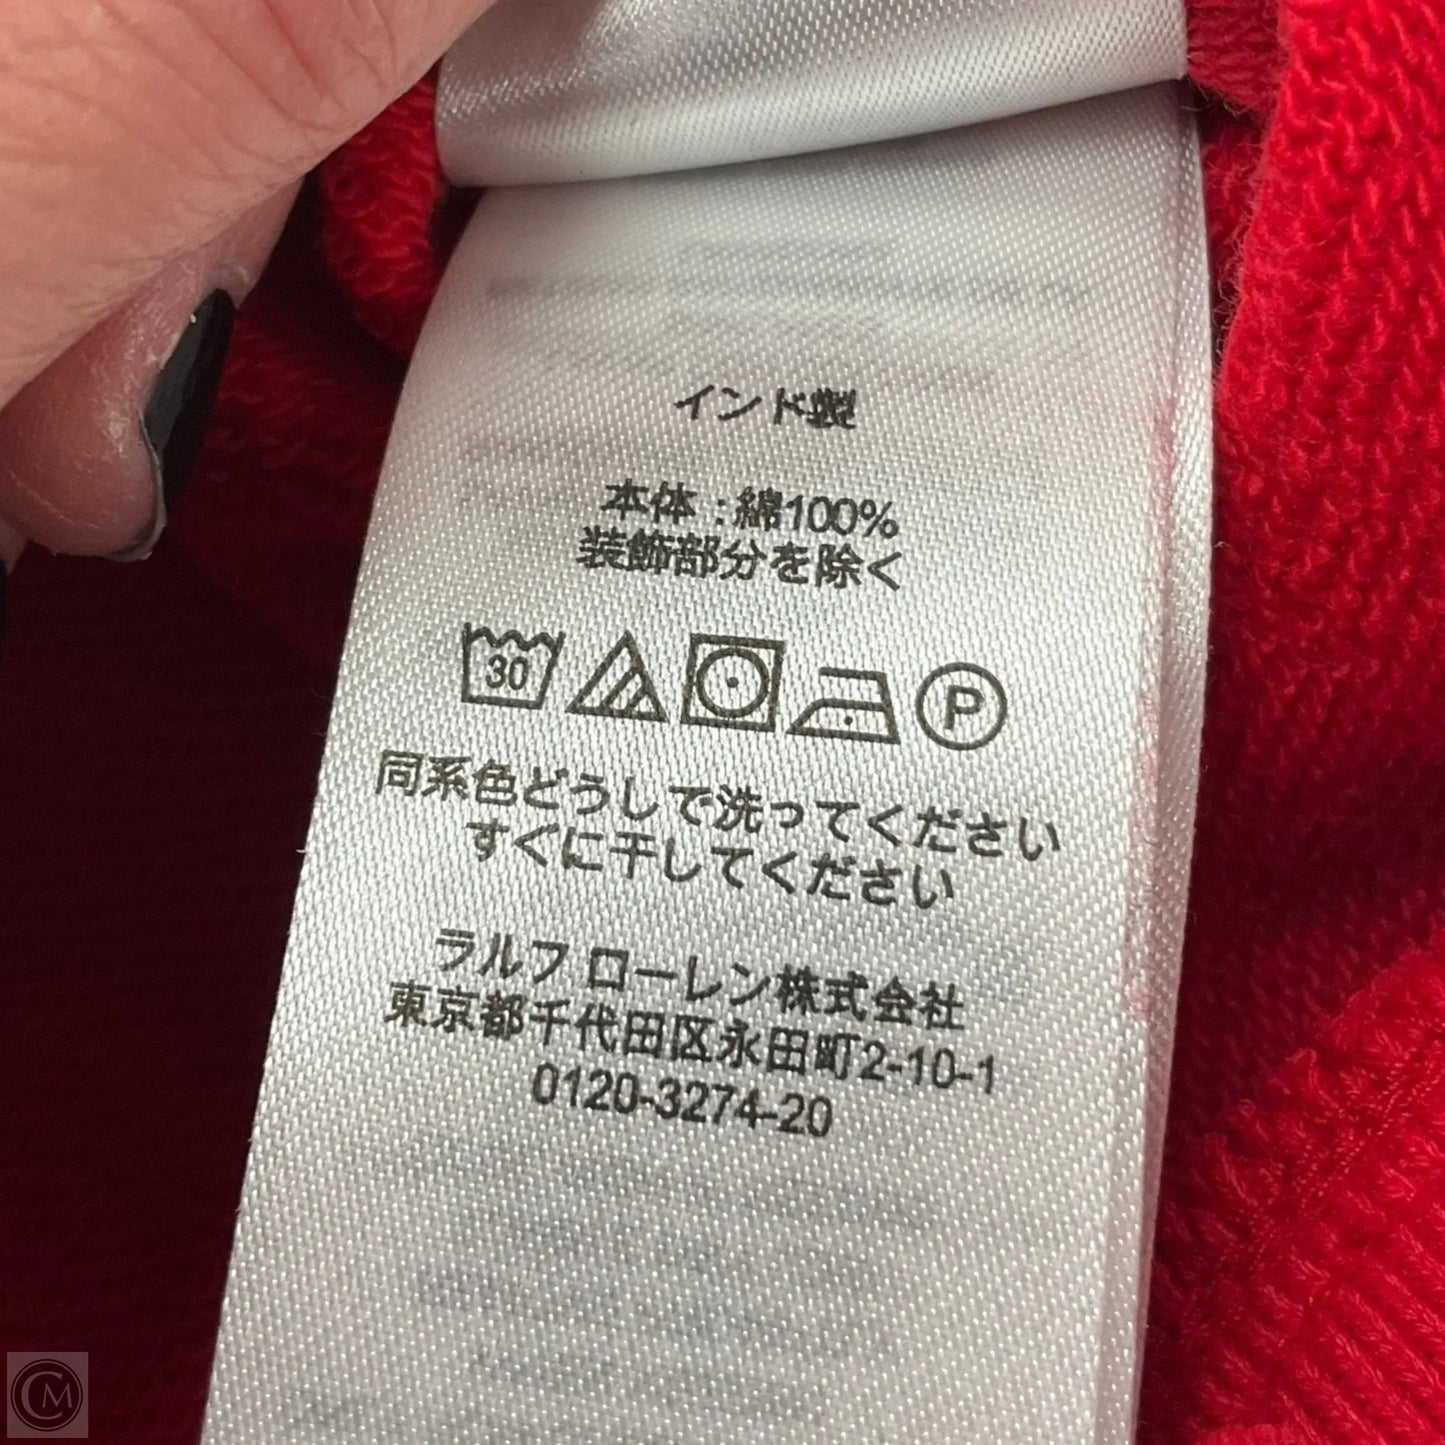 インド製
本体 : 綿100%
装飾部分を除く
30
P
同系色どうしで洗ってください
すぐに干してください
ラルフ ローレン株式会社
東京都千代田区永田町2-10-1
0120-3274-20
CM